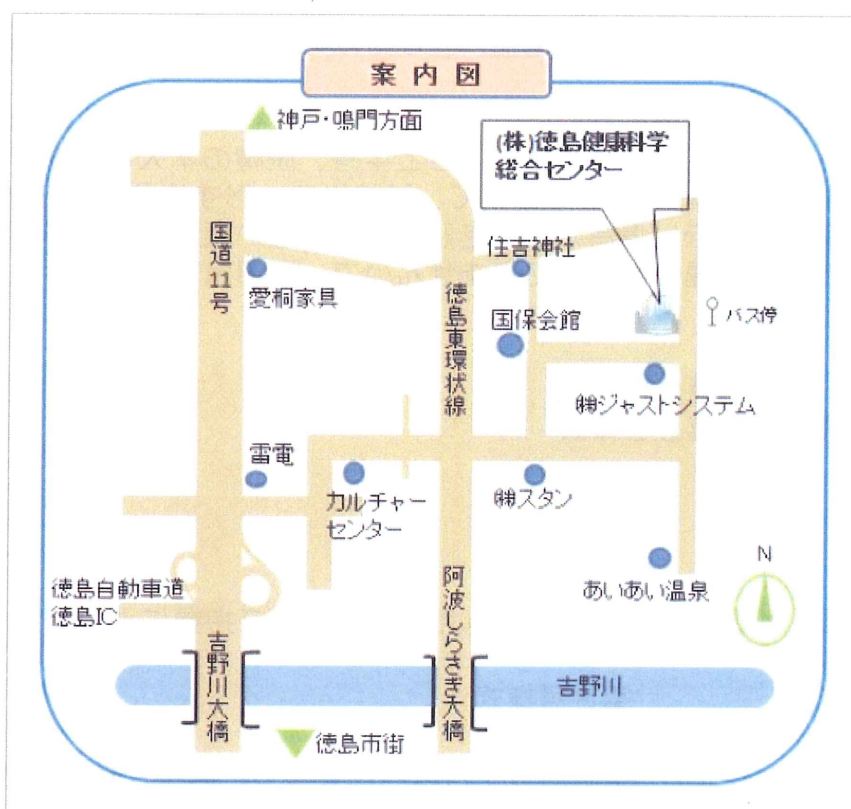 案内図
神戸・鳴門方面
(株)徳島健康科学
総合センター
国道11号
住吉神社
愛桐家具
徳島東環状線
国保会館
バス停
㈱ジャストシステム
雷電
カルチャー
センター
㈱スタン
N
徳島自動車道
徳島IC
あいあい温泉
阿波しらさぎ大橋
吉野川大橋
吉野川
徳島市街